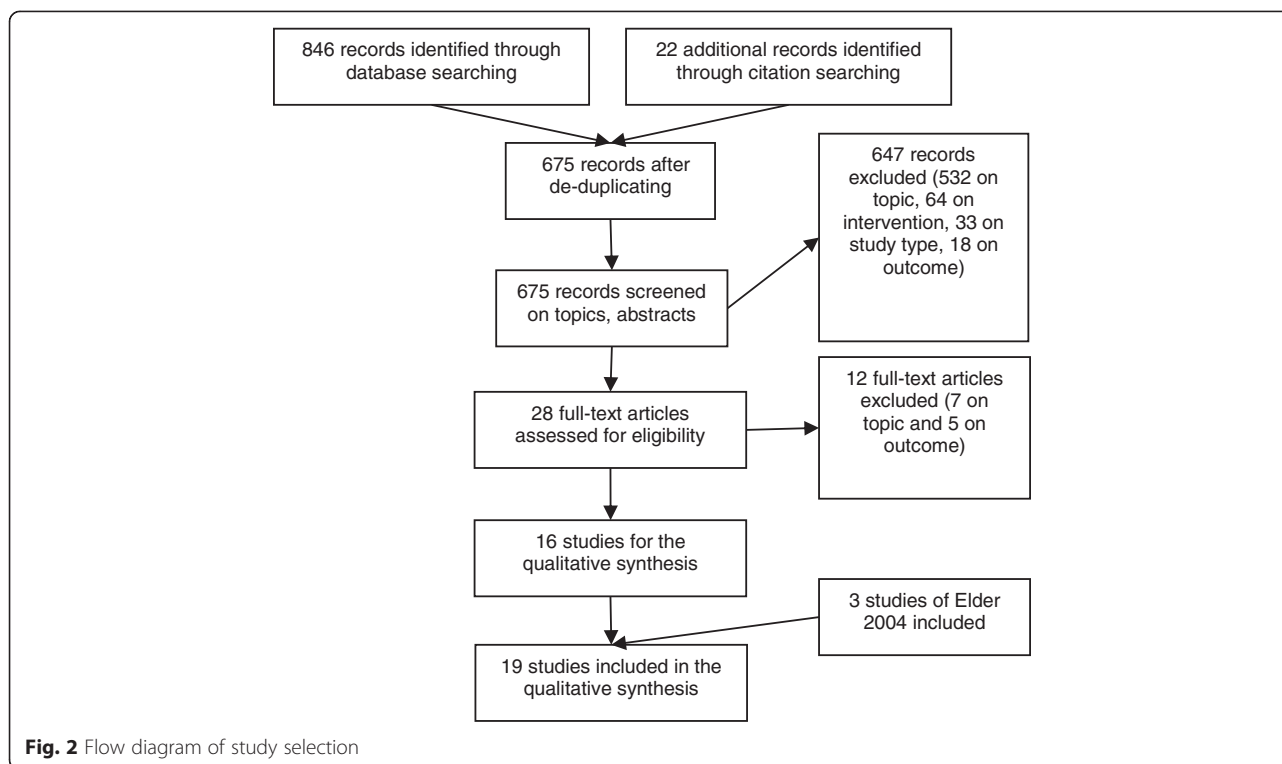 846 records identified through
database searching
22 additional records identified
through citation searching
675 records after
de-duplicating
647 records
excluded (532 on
topic, 64 on
intervention, 33 on
study type, 18 on
outcome)
675 records screened
on topics, abstracts
12 full-text articles
excluded (7 on
topic and 5 on
outcome)
28 full-text articles
assessed for eligibility
16 studies for the
qualitative synthesis
3 studies of Elder
2004 included
19 studies included in the
qualitative synthesis
Fig. 2 Flow diagram of study selection